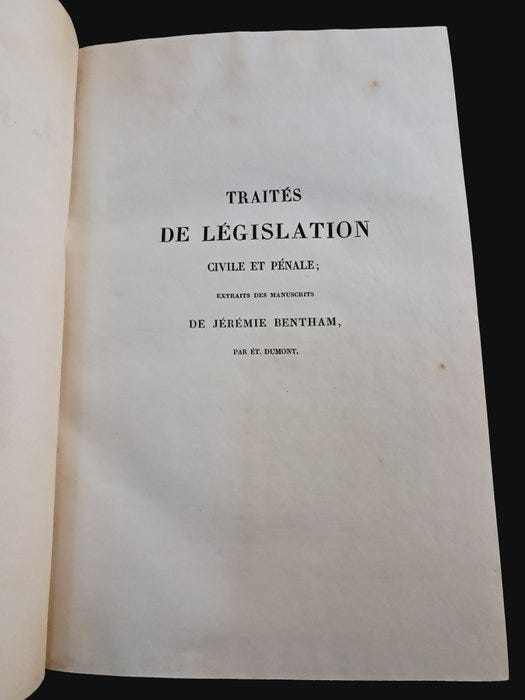 TRAITÉS
DE LÉGISLATION
CIVILE ET PÉNALE;
EXTRAITS DES MANUSCRITS
DE JÉRÉMIE BENTHAM,
PAR ÉT. DUMONT.